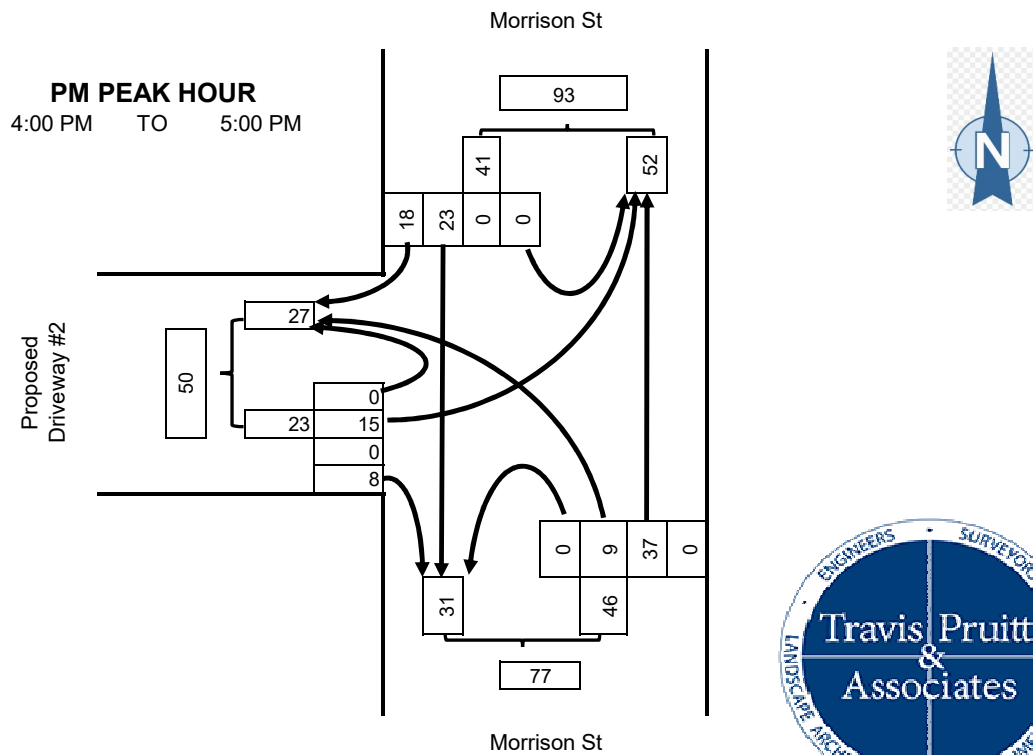 Morrison St
PM PEAK HOUR
4:00 PM TO 5:00 PM
93
41
52
18 23 0 0
N
27
50
0
23 15
0
8
Proposed
Driveway #2
0 9 37 0
31
46
77
Morrison St
ENGINEERS · SURVEYORS
Travis Pruitt
&
Associates
LANDSCAPE